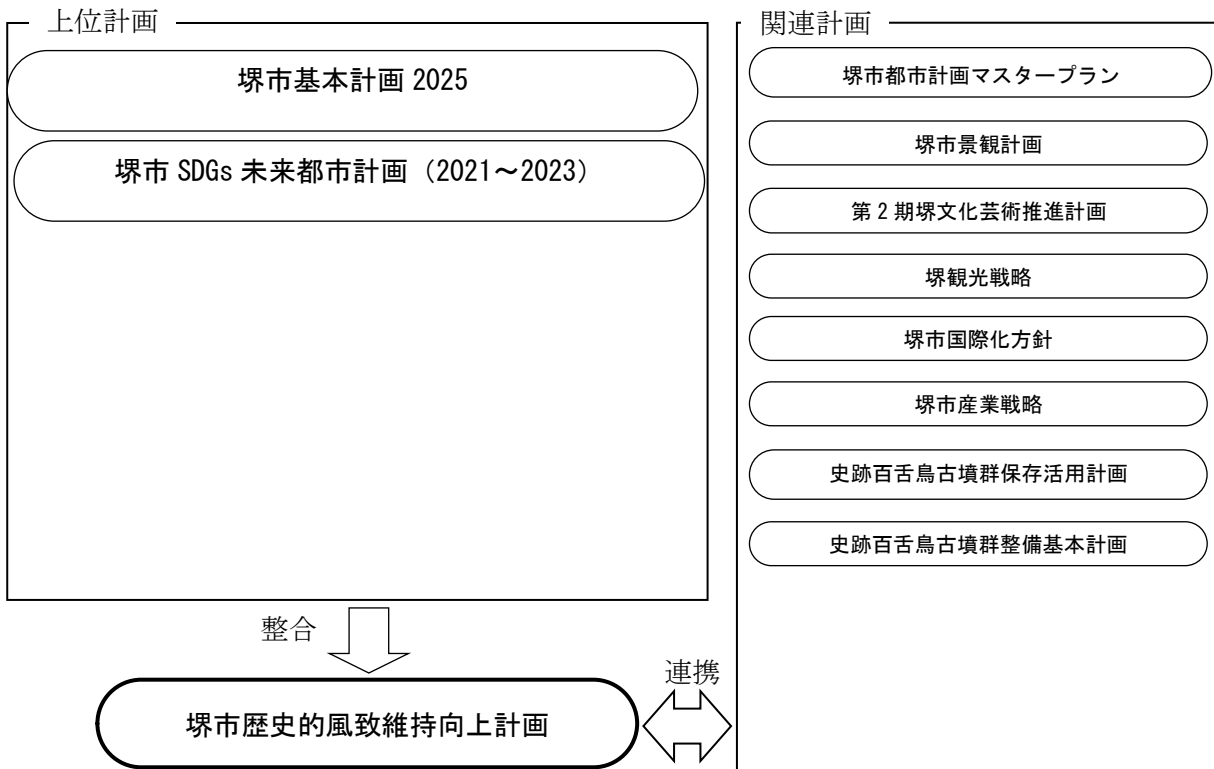 上位計画
堺市基本計画 2025
堺市 SDGs 未来都市計画（2021～2023）
整合
堺市歴史的風致維持向上計画
連携
関連計画
堺市都市計画マスタープラン
堺市景観計画
第2期堺文化芸術推進計画
堺観光戦略
堺市国際化方針
堺市産業戦略
史跡百舌鳥古墳群保存活用計画
史跡百舌鳥古墳群整備基本計画